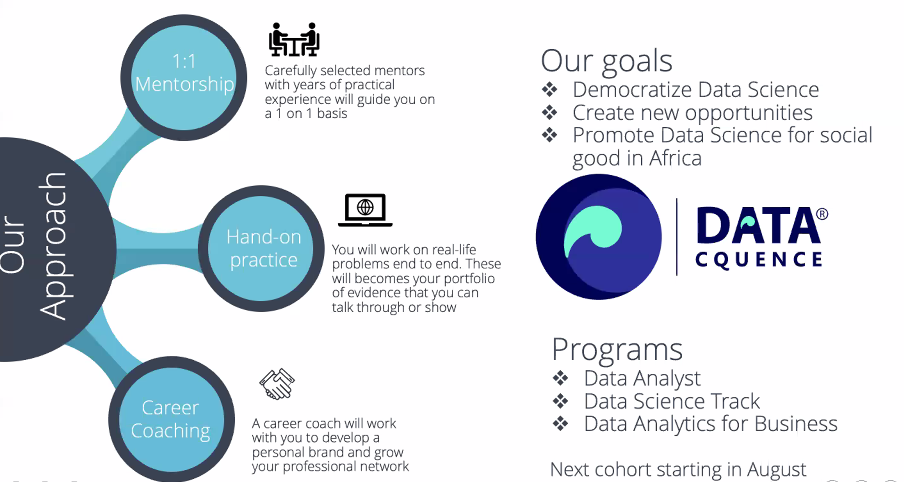 Our
Approach
1:1
Mentorship
Carefully selected mentors
with years of practical
experience will guide you on
a 1 on 1 basis
Hand-on
practice
You will work on real-life
problems end to end. These
will becomes your portfolio
of evidence that you can
talk through or show
Career
Coaching
A career coach will work
with you to develop a
personal brand and grow
your professional network
Our goals
❖ Democratize Data Science
❖ Create new opportunities
❖ Promote Data Science for social
good in Africa
DATA®
CQUENCE
Programs
❖ Data Analyst
❖ Data Science Track
❖ Data Analytics for Business
Next cohort starting in August